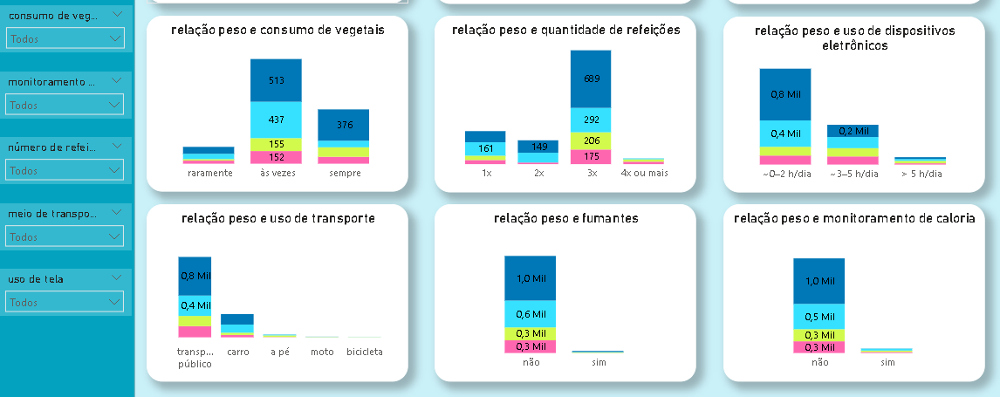 consumo de veg...
Todos
monitoramento ...
Todos
número de refei...
Todos
meio de transpo...
Todos
uso de tela
Todos
relação peso e consumo de vegetais
513
437
155
152
376
raramente
às vezes
sempre
relação peso e quantidade de refeições
161
149
689
292
206
175
1x
2x
3x
4x ou mais
relação peso e uso de dispositivos
eletrônicos
0,8 Mil
0,4 Mil
0,2 Mil
~0–2 h/dia
~3–5 h/dia
> 5 h/dia
relação peso e uso de transporte
0,8 Mil
0,4 Mil
transp...
público
carro
a pé
moto
bicicleta
relação peso e fumantes
1,0 Mil
0,6 Mil
0,3 Mil
0,3 Mil
não
sim
relação peso e monitoramento de caloria
1,0 Mil
0,5 Mil
0,3 Mil
0,3 Mil
não
sim